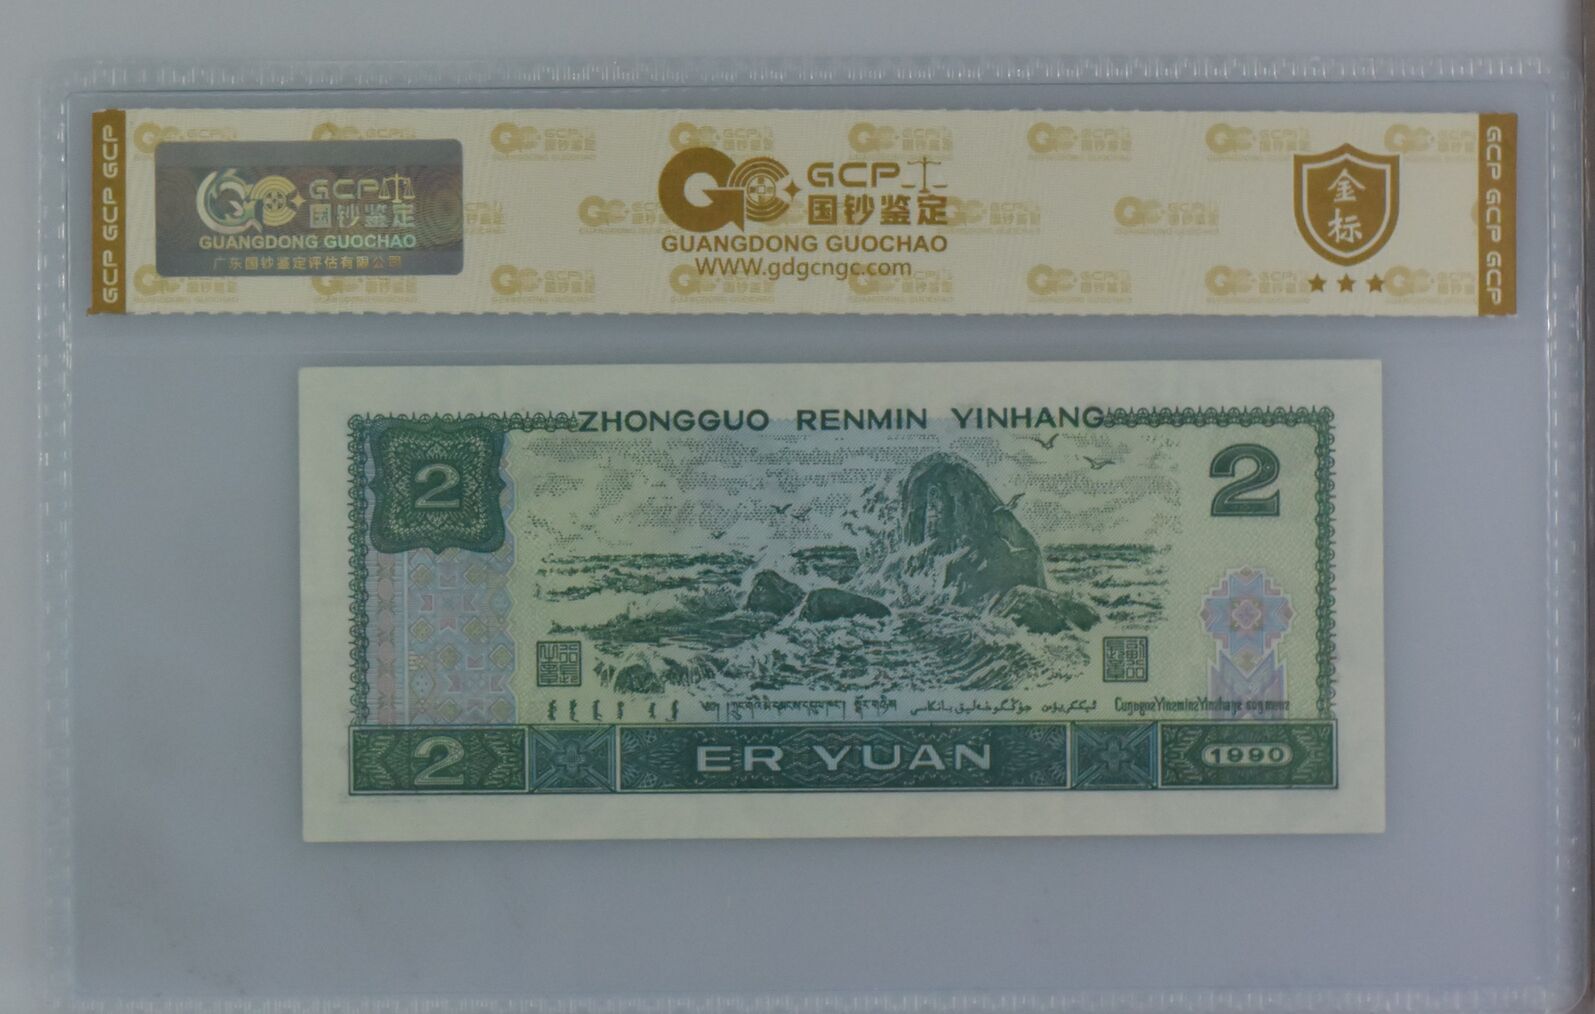 GCP GCP GCP
GCP
国钞鉴定
GUANGDONG GUOCHAO
广东国钞鉴定评估有限公司
GCP
国钞鉴定
GUANGDONG GUOCHAO
WWW.gdgcngc.com
金
标
GCP GCP GCP
ZHONGGUO RENMIN YINHANG
2
2
2
ER YUAN
1990